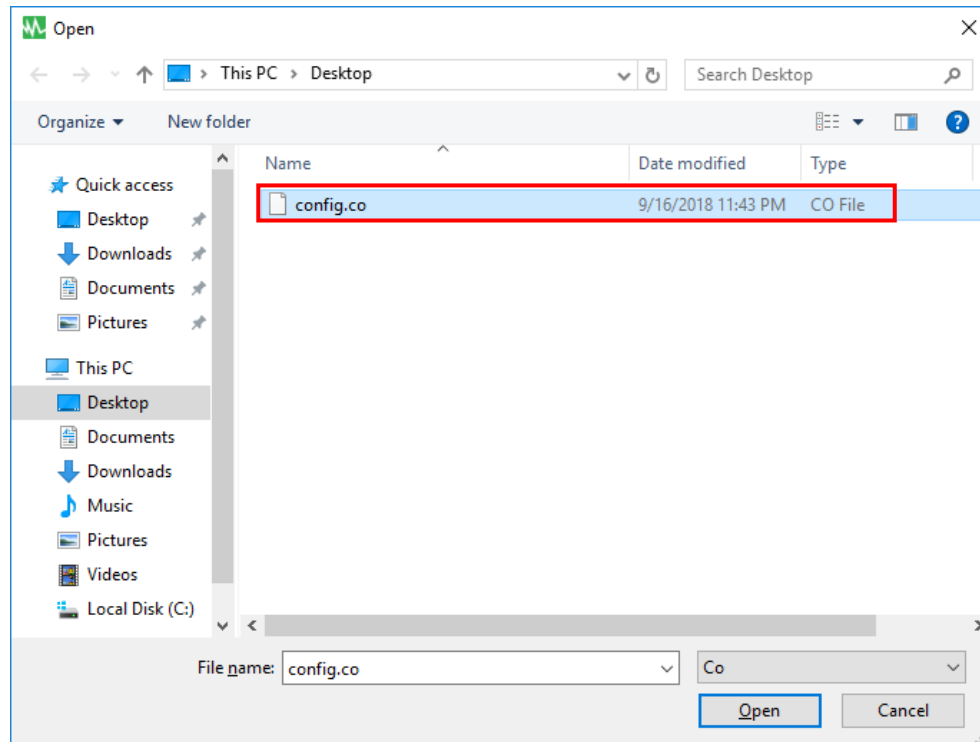 Open
This PC > Desktop
Search Desktop
Organize
New folder
Name
Date modified
Type
Quick access
config.co
9/16/2018 11:43 PM
CO File
Desktop
Downloads
Documents
Pictures
This PC
Desktop
Documents
Downloads
Music
Pictures
Videos
Local Disk (C:)
File name:
config.co
Co
Open
Cancel